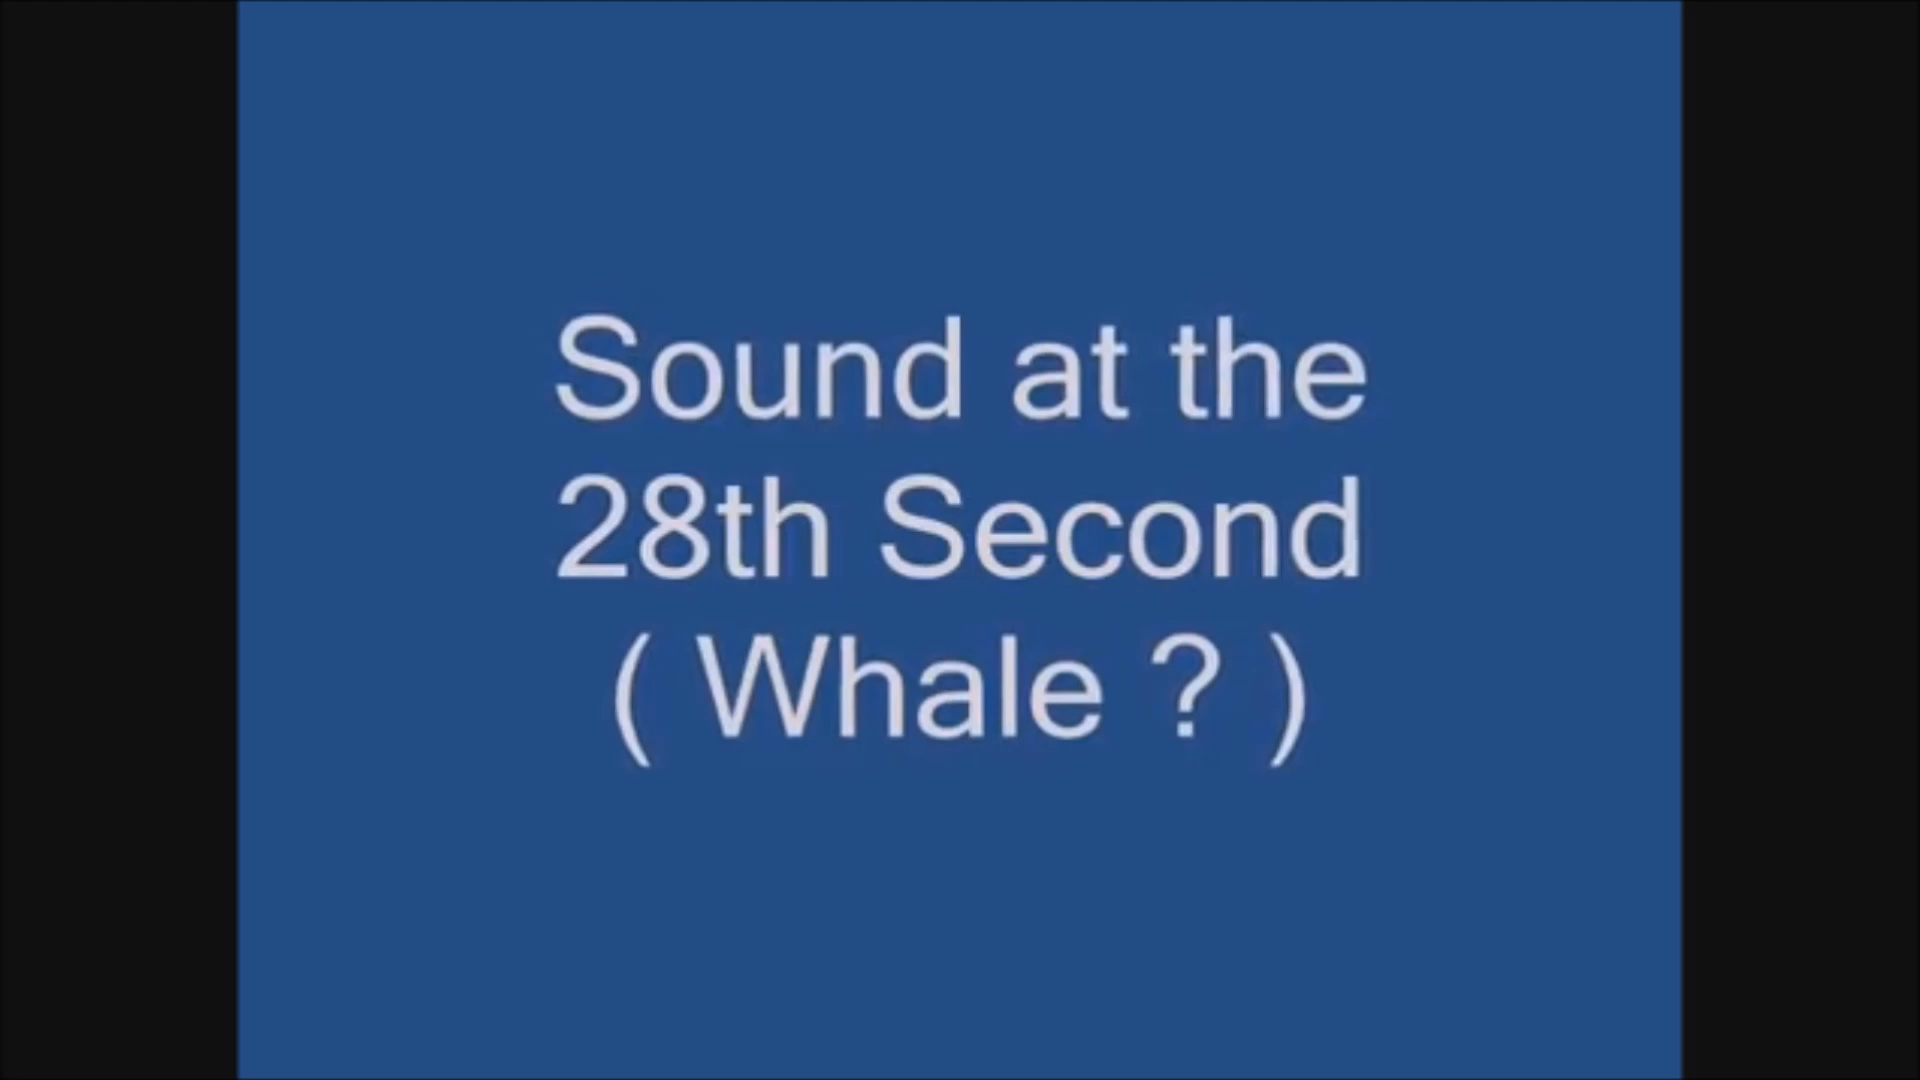 Sound at the
28th Second
( Whale ? )